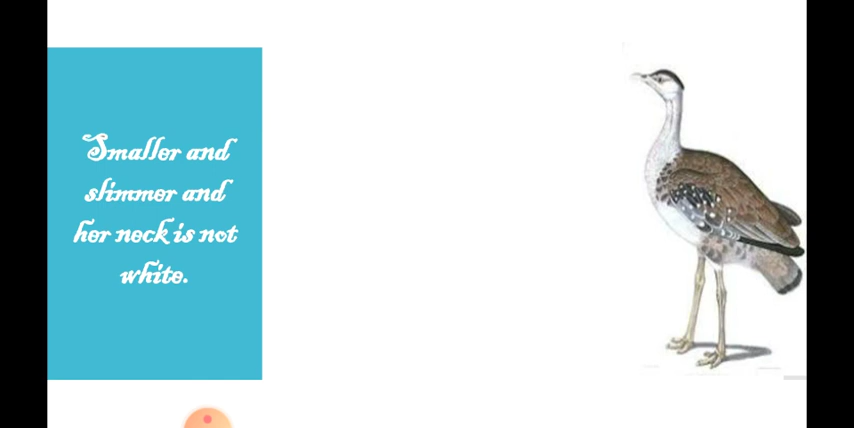 Smaller and
slimmer and
her neck is not
white.